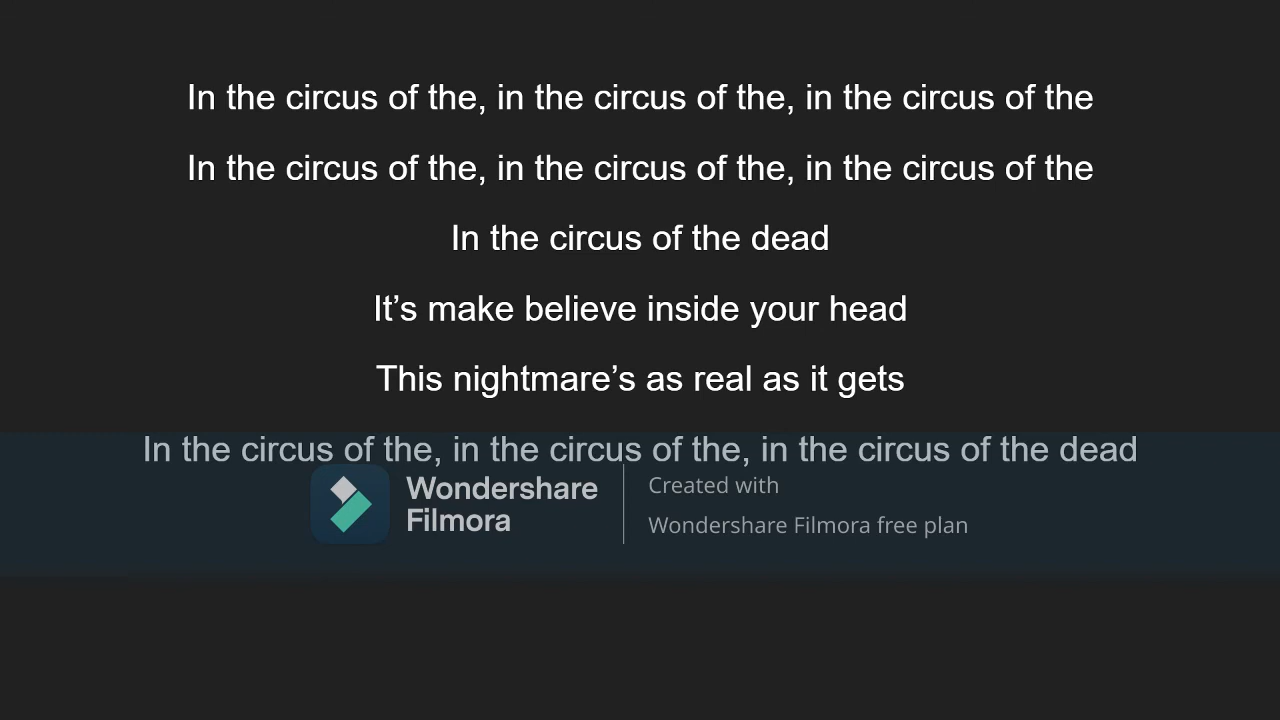 In the circus of the, in the circus of the, in the circus of the
In the circus of the, in the circus of the, in the circus of the
In the circus of the dead
It’s make believe inside your head
This nightmare’s as real as it gets
In the circus of the, in the circus of the, in the circus of the dead
Wondershare
Filmora
Created with
Wondershare Filmora free plan